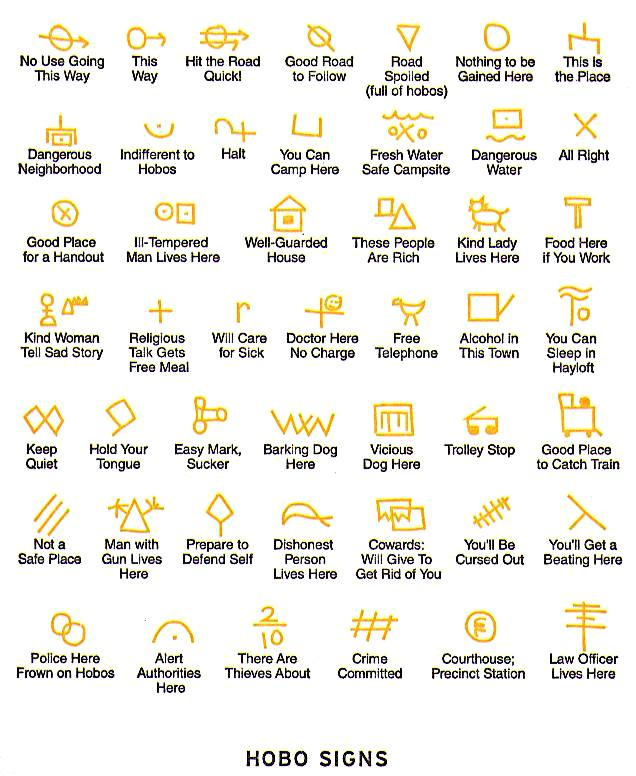 No Use Going
This Way
This
Way
Hit the Road
Quick!
Good Road
to Follow
Road
Spoiled
(full of hobos)
Nothing to be
Gained Here
This is
the Place
Dangerous
Neighborhood
Indifferent to
Hobos
Halt
You Can
Camp Here
Fresh Water
Safe Campsite
Dangerous
Water
All Right
Good Place
for a Handout
Ill-Tempered
Man Lives Here
Well-Guarded
House
These People
Are Rich
Kind Lady
Lives Here
Food Here
if You Work
Kind Woman
Tell Sad Story
Religious
Talk Gets
Free Meal
r
Will Care
for Sick
Doctor Here
No Charge
Free
Telephone
Alcohol in
This Town
You Can
Sleep in
Hayloft
Keep
Quiet
Hold Your
Tongue
Easy Mark,
Sucker
Barking Dog
Here
Vicious
Dog Here
Trolley Stop
Good Place
to Catch Train
Not a
Safe Place
Man with
Gun Lives
Here
Prepare to
Defend Self
Dishonest
Person
Lives Here
Cowards:
Will Give To
Get Rid of You
You'll Be
Cursed Out
You'll Get a
Beating Here
Police Here
Frown on Hobos
Alert
Authorities
Here
2
10
There Are
Thieves About
Crime
Committed
Courthouse;
Precinct Station
Law Officer
Lives Here
HOBO SIGNS